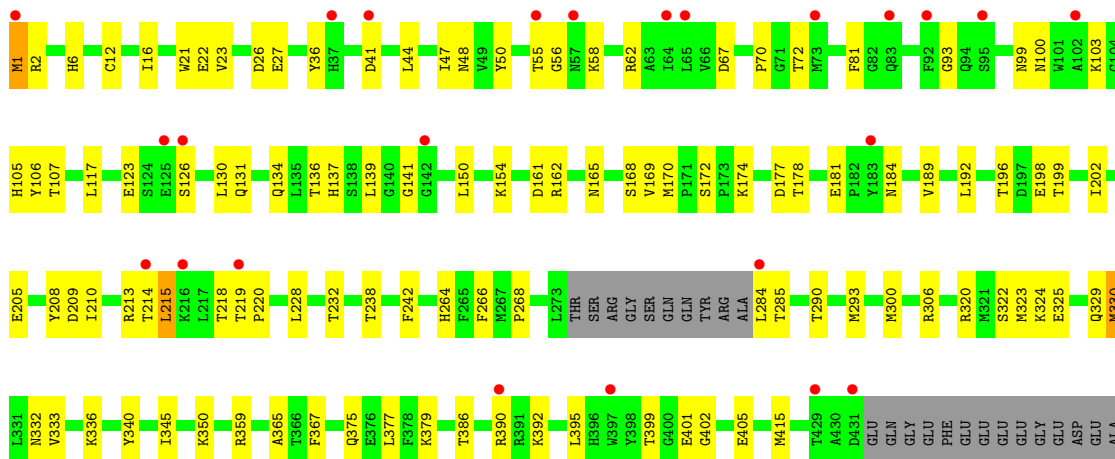 M1 R2 H6 C12 I16 W21 E22 V23 D26 E27 Y36 H37 D41 L44 I47 N48 V49 Y50 T55 G56 N57 K58 R62 A63 I64 L65 V66 D67 P70 G71 T72 M73 F81 G82 Q83 F92 G93 Q94 S95 N99 N100 W101 A102 K103 G104
H105 Y106 T107 L117 E123 S124 E125 S126 L130 Q131 Q134 L135 T136 H137 S138 L139 G140 G141 G142 L150 K154 D161 R162 N165 S168 V169 M170 P171 S172 P173 K174 D177 T178 E181 P182 Y183 N184 V189 L192 T196 D197 E198 T199 I202
E205 Y208 D209 I210 R213 T214 L215 K216 L217 T218 T219 P220 L228 T232 T238 F242 H264 F265 F266 M267 P268 L273 THR SER ARG GLY SER GLN GLN TYR ARG ALA L284 T285 T290 M293 M300 R306 R320 M321 S322 M323 K324 E325 Q329 M330
L331 N332 V333 K336 Y340 I345 K350 R359 A365 T366 F367 Q375 E376 L377 F378 K379 T386 R390 R391 K392 L395 H396 W397 Y398 T399 G400 E401 G402 E405 M415 T429 A430 D431 GLU GLN GLY GLU PHE GLU GLU GLU GLU GLY GLU ASP GLU ALA